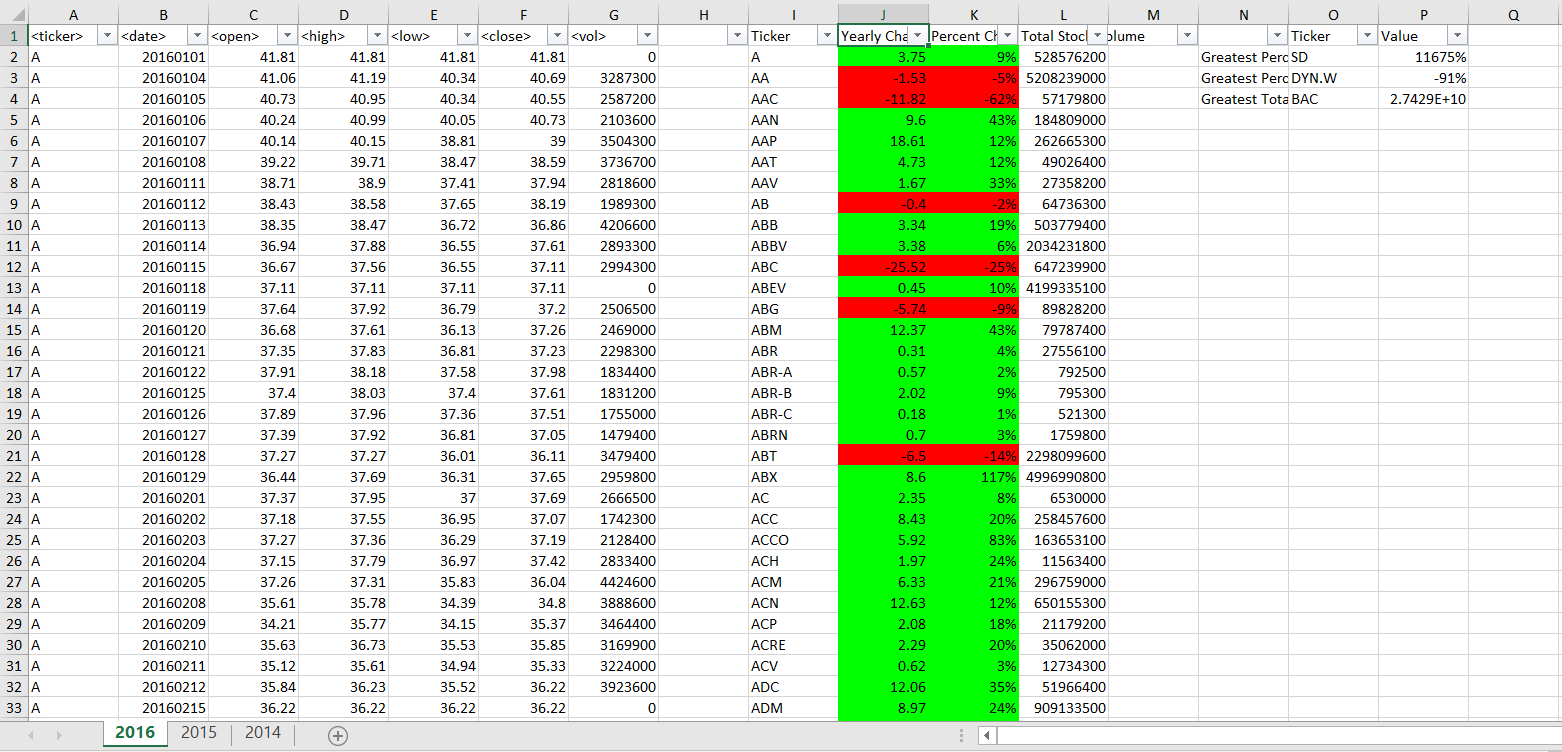 A B C D E F G H I J K L M N O P Q
1 <ticker> <date> <open> <high> <low> <close> <vol> Ticker Yearly Cha Percent Ch Total Stocl olume Ticker Value
2 A 20160101 41.81 41.81 41.81 41.81 0 A 3.75 9% 528576200 Greatest Perc SD 11675%
3 A 20160104 41.06 41.19 40.34 40.69 3287300 AA -1.53 -5% 5208239000 Greatest Perc DYN.W -91%
4 A 20160105 40.73 40.95 40.34 40.55 2587200 AAC -11.82 -62% 57179800 Greatest Tota BAC 2.7429E+10
5 A 20160106 40.24 40.99 40.05 40.73 2103600 AAN 9.6 43% 184809000
6 A 20160107 40.14 40.15 38.81 39 3504300 AAP 18.61 12% 262665300
7 A 20160108 39.22 39.71 38.47 38.59 3736700 AAT 4.73 12% 49026400
8 A 20160111 38.71 38.9 37.41 37.94 2818600 AAV 1.67 33% 27358200
9 A 20160112 38.43 38.58 37.65 38.19 1989300 AB -0.4 -2% 64736300
10 A 20160113 38.35 38.47 36.72 36.86 4206600 ABB 3.34 19% 503779400
11 A 20160114 36.94 37.88 36.55 37.61 2893300 ABBV 3.38 6% 2034231800
12 A 20160115 36.67 37.56 36.55 37.11 2994300 ABC -25.52 -25% 647239900
13 A 20160118 37.11 37.11 37.11 37.11 0 ABEV 0.45 10% 4199335100
14 A 20160119 37.64 37.92 36.79 37.2 2506500 ABG -5.74 -9% 89828200
15 A 20160120 36.68 37.61 36.13 37.26 2469000 ABM 12.37 43% 79787400
16 A 20160121 37.35 37.83 36.81 37.23 2298300 ABR 0.31 4% 27556100
17 A 20160122 37.91 38.18 37.58 37.98 1834400 ABR-A 0.57 2% 792500
18 A 20160125 37.4 38.03 37.4 37.61 1831200 ABR-B 2.02 9% 795300
19 A 20160126 37.89 37.96 37.36 37.51 1755000 ABR-C 0.18 1% 521300
20 A 20160127 37.39 37.92 36.81 37.05 1479400 ABRN 0.7 3% 1759800
21 A 20160128 37.27 37.27 36.01 36.11 3479400 ABT -6.5 -14% 2298099600
22 A 20160129 36.44 37.69 36.31 37.65 2959800 ABX 8.6 117% 4996990800
23 A 20160201 37.37 37.95 37 37.69 2666500 AC 2.35 8% 6530000
24 A 20160202 37.18 37.55 36.95 37.07 1742300 ACC 8.43 20% 258457600
25 A 20160203 37.27 37.36 36.29 37.19 2128400 ACCO 5.92 83% 163653100
26 A 20160204 37.15 37.79 36.97 37.42 2833400 ACH 1.97 24% 11563400
27 A 20160205 37.26 37.31 35.83 36.04 4424600 ACM 6.33 21% 296759000
28 A 20160208 35.61 35.78 34.39 34.8 3888600 ACN 12.63 12% 650155300
29 A 20160209 34.21 35.77 34.15 35.37 3464400 ACP 2.08 18% 21179200
30 A 20160210 35.63 36.73 35.53 35.85 3169900 ACRE 2.29 20% 35062000
31 A 20160211 35.12 35.61 34.94 35.33 3224000 ACV 0.62 3% 12734300
32 A 20160212 35.84 36.23 35.52 36.22 3923600 ADC 12.06 35% 51966400
33 A 20160215 36.22 36.22 36.22 36.22 0 ADM 8.97 24% 909133500
2016 2015 2014